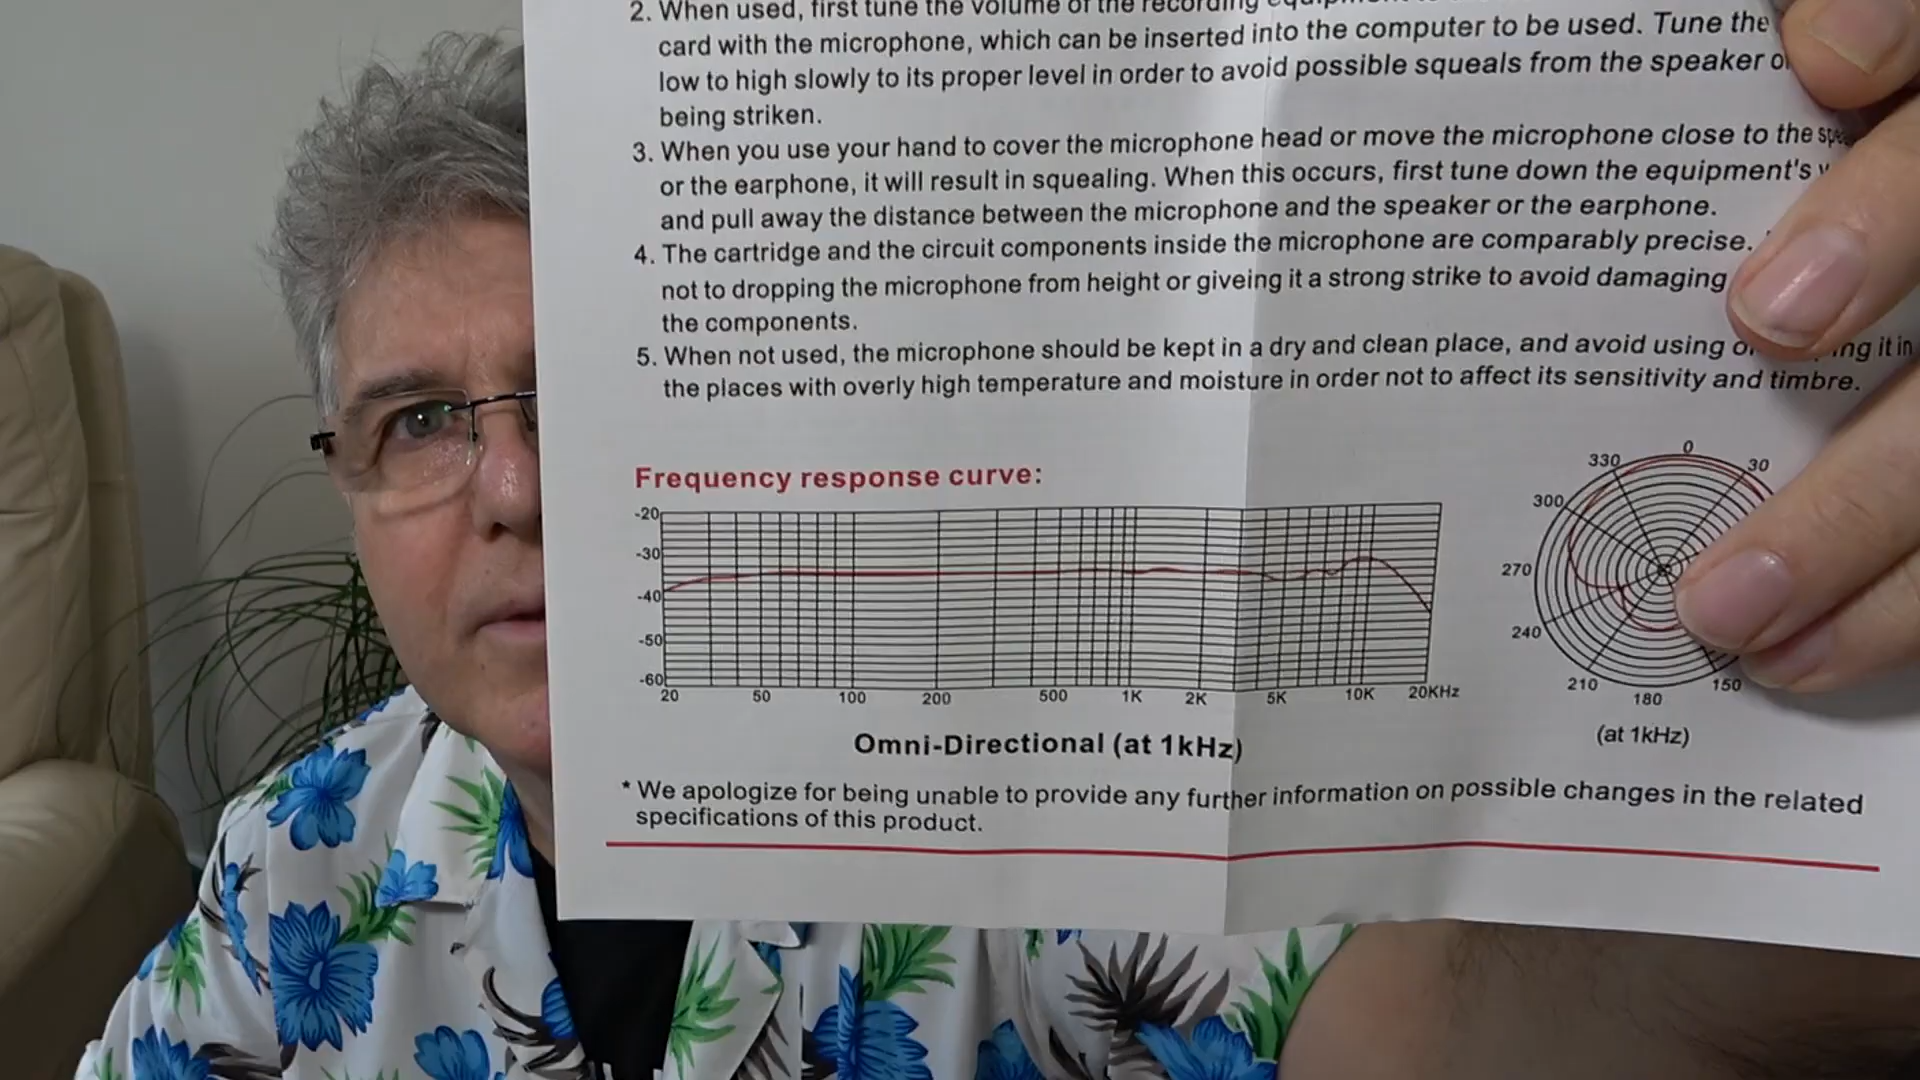 2. When used, first tune the volume of the recording
card with the microphone, which can be inserted into the computer to be used. Tune the
low to high slowly to its proper level in order to avoid possible squeals from the speaker
being striken.
3. When you use your hand to cover the microphone head or move the microphone close to the
or the earphone, it will result in squealing. When this occurs, first tune down the equipment's
and pull away the distance between the microphone and the speaker or the earphone.
4. The cartridge and the circuit components inside the microphone are comparably precise.
not to dropping the microphone from height or giveing it a strong strike to avoid damaging
the components.
5. When not used, the microphone should be kept in a dry and clean place, and avoid using it in
the places with overly high temperature and moisture in order not to affect its sensitivity and timbre.
Frequency response curve:
-20
-30
-40
-50
-60
20 50 100 200 500 1K 2K 5K 10K 20KHz
Omni-Directional (at 1kHz)
0
330 30
300
270
240
210 150
180
(at 1kHz)
* We apologize for being unable to provide any further information on possible changes in the related
specifications of this product.